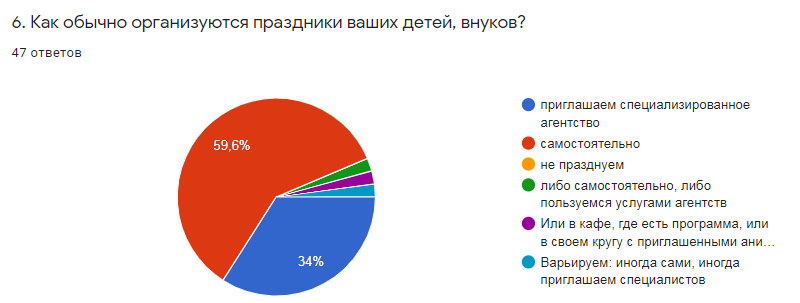 6. Как обычно организуются праздники ваших детей, внуков?
47 ответов
59,6%
34%
приглашаем специализированное
агентство
самостоятельно
не празднуем
либо самостоятельно, либо
пользуемся услугами агентств
Или в кафе, где есть программа, или
в своем кругу с приглашенными ани…
Варьируем: иногда сами, иногда
приглашаем специалистов